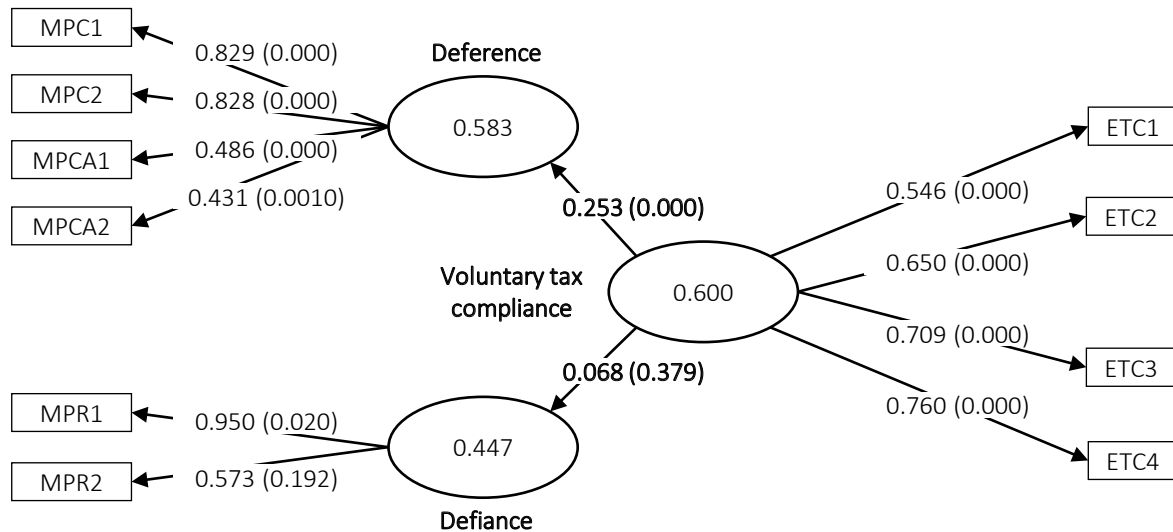 MPC1
0.829 (0.000)
Deference
MPC2
0.828 (0.000)
0.583
ETC1
MPCA1
0.486 (0.000)
0.546 (0.000)
0.431 (0.0010)
MPCA2
0.253 (0.000)
ETC2
0.650 (0.000)
Voluntary tax
compliance
0.600
0.709 (0.000)
ETC3
0.068 (0.379)
0.760 (0.000)
MPR1
0.950 (0.020)
0.447
MPR2
0.573 (0.192)
ETC4
Defiance